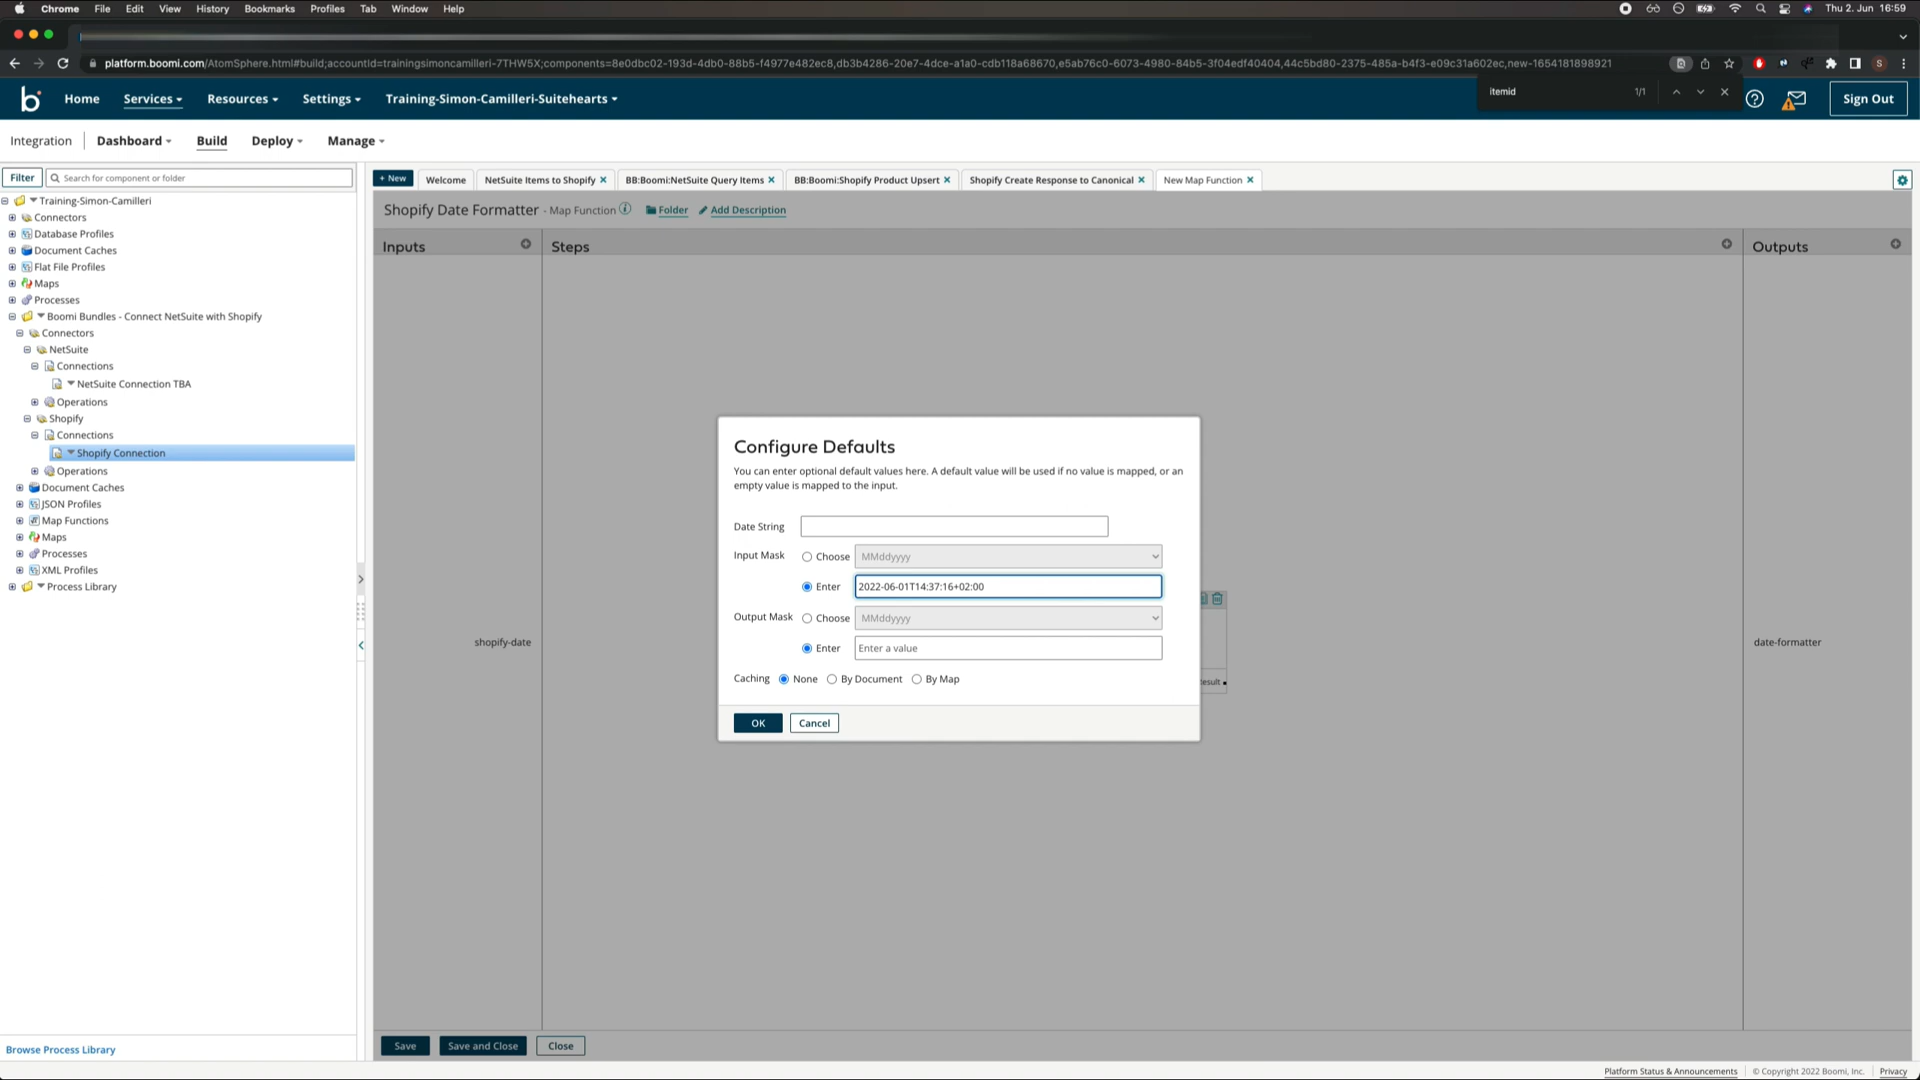 Chrome File Edit View History Bookmarks Profiles Tab Window Help Thu 2. Jun 16:59
platform.boomi.com/AtomSphere.html#build;accountId=trainingsimoncamilleri-7THW5X;components=8e0dbc02-193d-4db0-88b5-f4977e482ec8,db3b4286-20e7-4dce-a1a0-cdb118a68670,e5ab76c0-6073-4980-84b5-3f04edf40404,44c5bd80-2375-485a-b4f3-e09c31a602ec,new-1654181898921
S
itemid 1/1
b Home Services Resources Settings Training-Simon-Camilleri-Suitehearts Sign Out
Integration Dashboard Build Deploy Manage
Filter Search for component or folder
+ New Welcome NetSuite Items to Shopify BB:Boomi:NetSuite Query Items BB:Boomi:Shopify Product Upsert Shopify Create Response to Canonical New Map Function
Training-Simon-Camilleri
Connectors
Database Profiles
Document Caches
Flat File Profiles
Maps
Processes
Boomi Bundles - Connect NetSuite with Shopify
Connectors
NetSuite
Connections
NetSuite Connection TBA
Operations
Shopify
Connections
Shopify Connection
Operations
Document Caches
JSON Profiles
Map Functions
Maps
Processes
XML Profiles
Process Library
Browse Process Library
Shopify Date Formatter - Map Function Folder Add Description
Inputs Steps Outputs
shopify-date
date-formatter
Configure Defaults
You can enter optional default values here. A default value will be used if no value is mapped, or an
empty value is mapped to the input.
Date String
Input Mask Choose MMddyyyy
Enter 2022-06-01T14:37:16+02:00
Output Mask Choose MMddyyyy
Enter Enter a value
Caching None By Document By Map
OK Cancel
Save Save and Close Close
Platform Status & Announcements © Copyright 2022 Boomi, Inc. Privacy